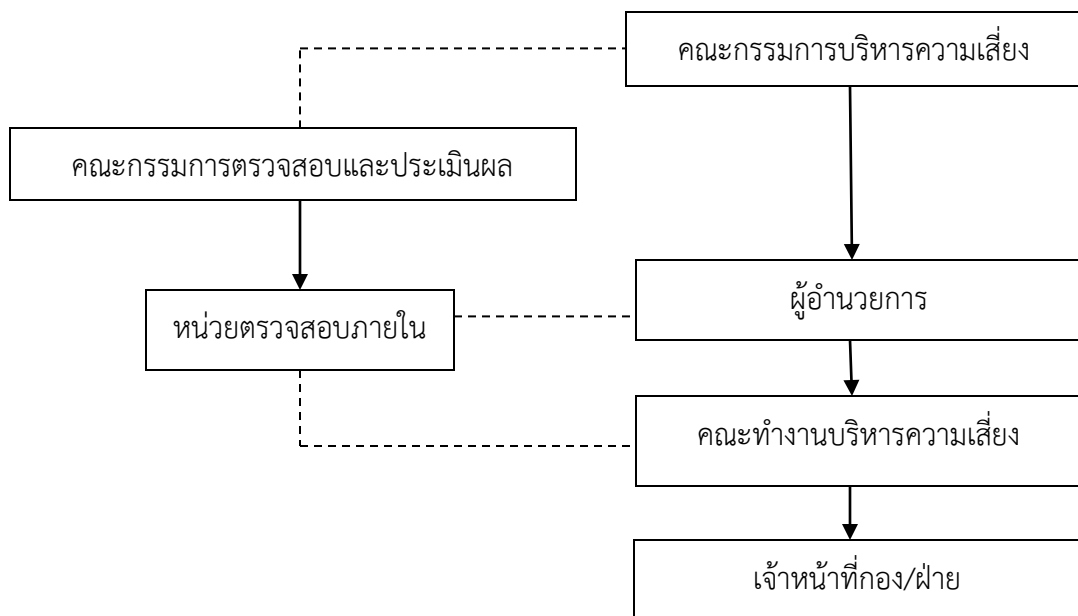 คณะกรรมการบริหารความเสี่ยง
คณะกรรมการตรวจสอบและประเมินผล
ผู้อำนวยการ
หน่วยตรวจสอบภายใน
คณะทำงานบริหารความเสี่ยง
เจ้าหน้าที่กอง/ฝ่าย